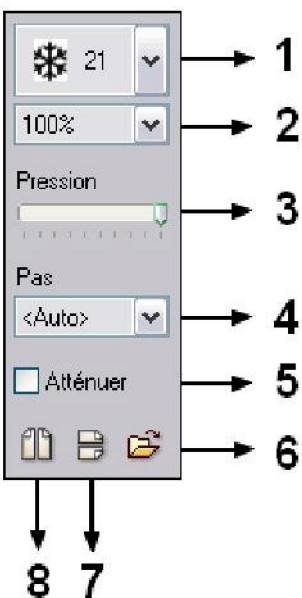 21 1
100% 2
Pression
3
Pas
<Auto> 4
Atténuer 5
6
8 7